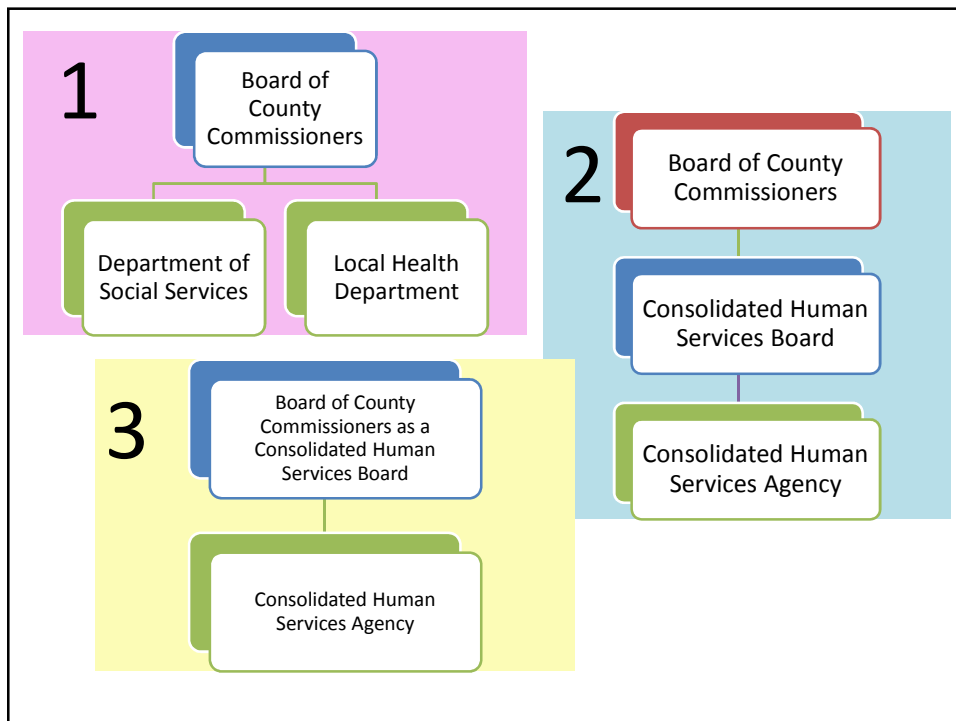 1
Board of
County
Commissioners
Department of
Social Services
Local Health
Department
2
Board of County
Commissioners
Consolidated Human
Services Board
Consolidated Human
Services Agency
3
Board of County
Commissioners as a
Consolidated Human
Services Board
Consolidated Human
Services Agency